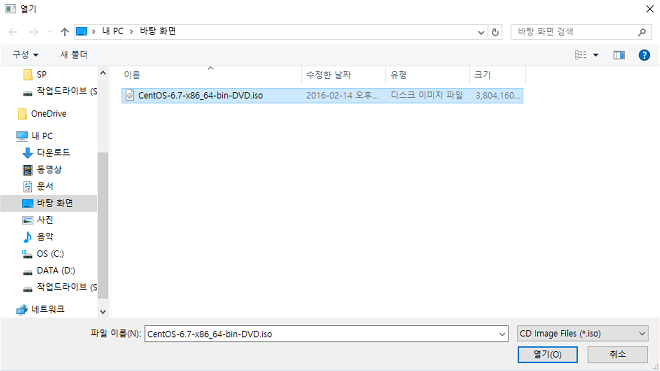 열기
내 PC > 바탕 화면
바탕 화면 검색
구성
새 폴더
이름
수정한 날짜
유형
크기
CentOS-6.7-x86_64-bin-DVD.iso
2016-02-14 오후...
디스크 이미지 파일
3,804,160...
SP
작업드라이브 (S
OneDrive
내 PC
다운로드
동영상
문서
바탕 화면
사진
음악
OS (C:)
DATA (D:)
작업드라이브 (S
네트워크
파일 이름(N):
CentOS-6.7-x86_64-bin-DVD.iso
CD Image Files (*.iso)
열기(O)
취소